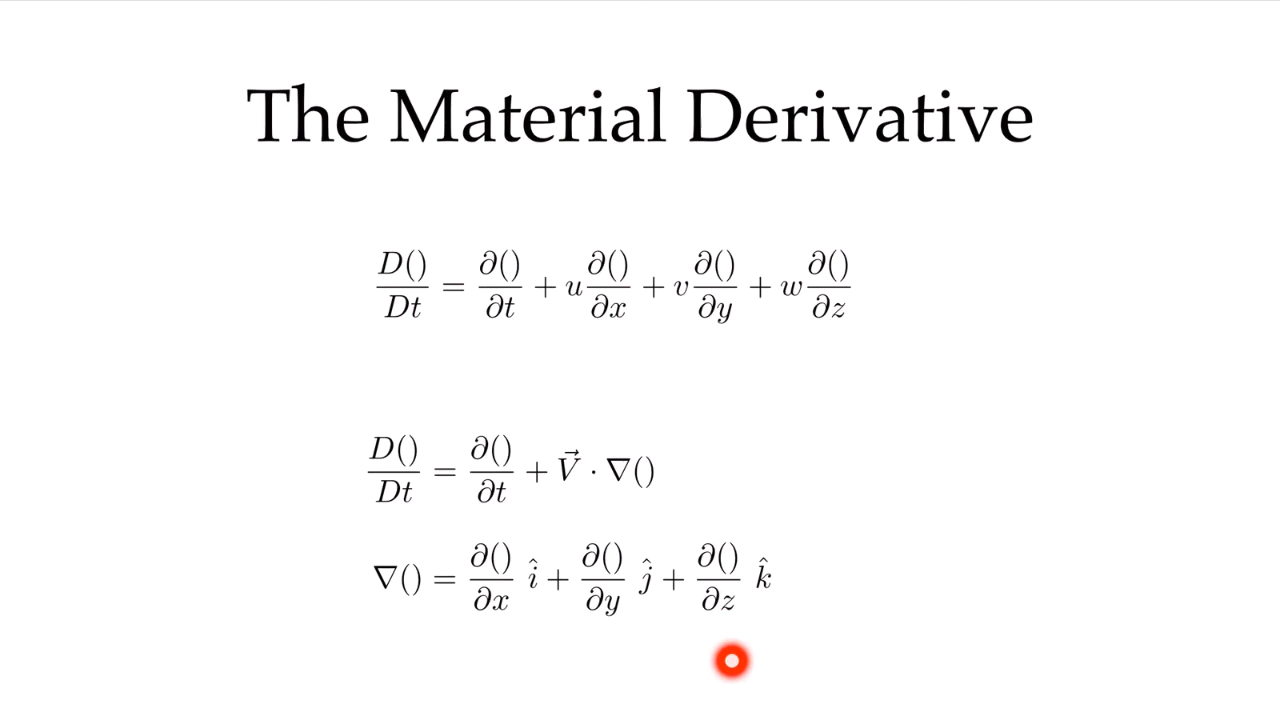 The Material Derivative
D()/Dt = ∂()/∂t + u ∂()/∂x + v ∂()/∂y + w ∂()/∂z
D()/Dt = ∂()/∂t + V⃗ · ∇()
∇() = ∂()/∂x î + ∂()/∂y ĵ + ∂()/∂z k̂